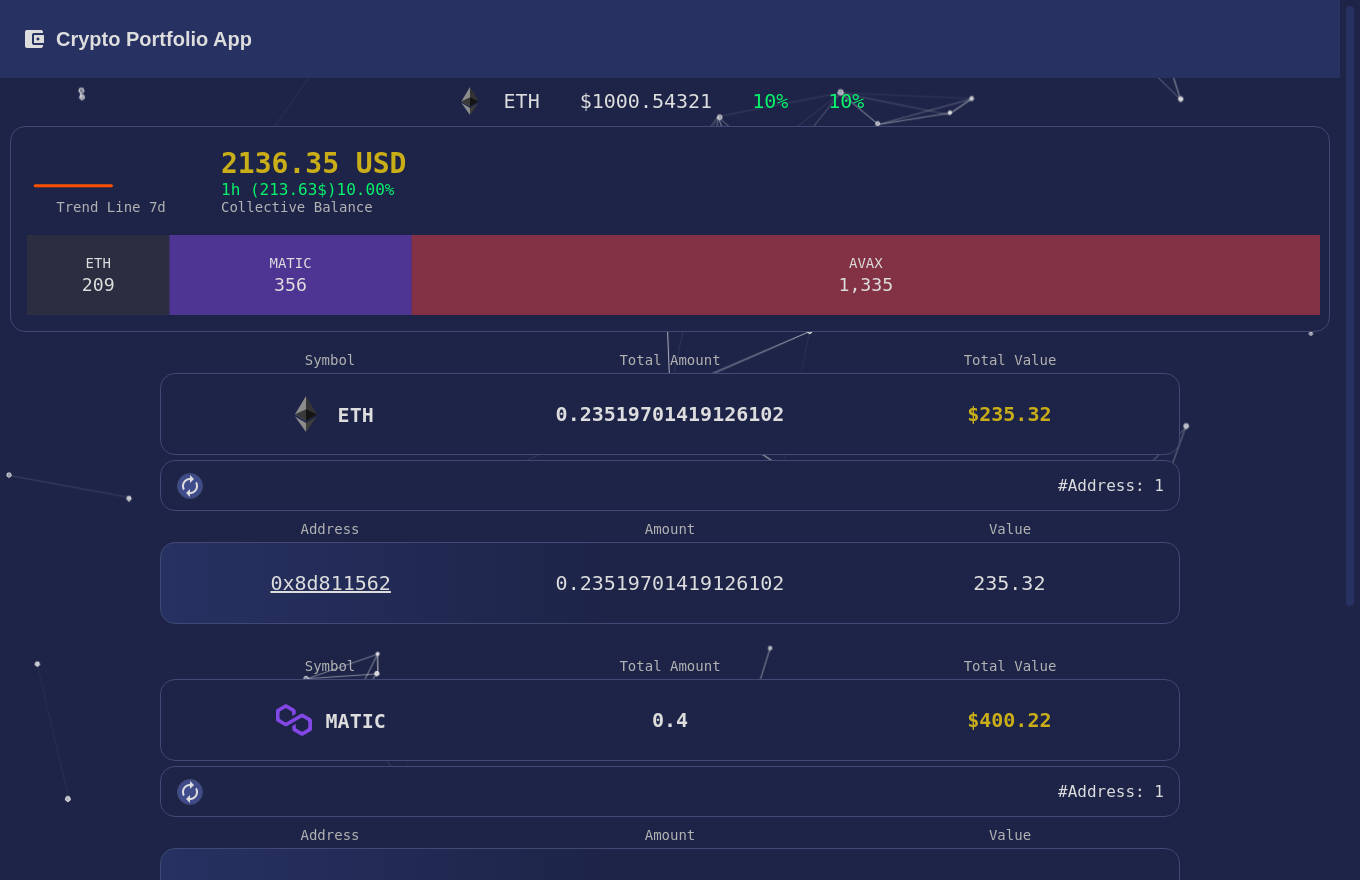 Crypto Portfolio App
ETH $1000.54321 10% 10%
2136.35 USD
1h (213.63$)10.00%
Trend Line 7d Collective Balance
ETH MATIC AVAX
209 356 1,335
Symbol Total Amount Total Value
ETH 0.23519701419126102 $235.32
#Address: 1
Address Amount Value
0x8d811562 0.23519701419126102 235.32
Symbol Total Amount Total Value
MATIC 0.4 $400.22
#Address: 1
Address Amount Value